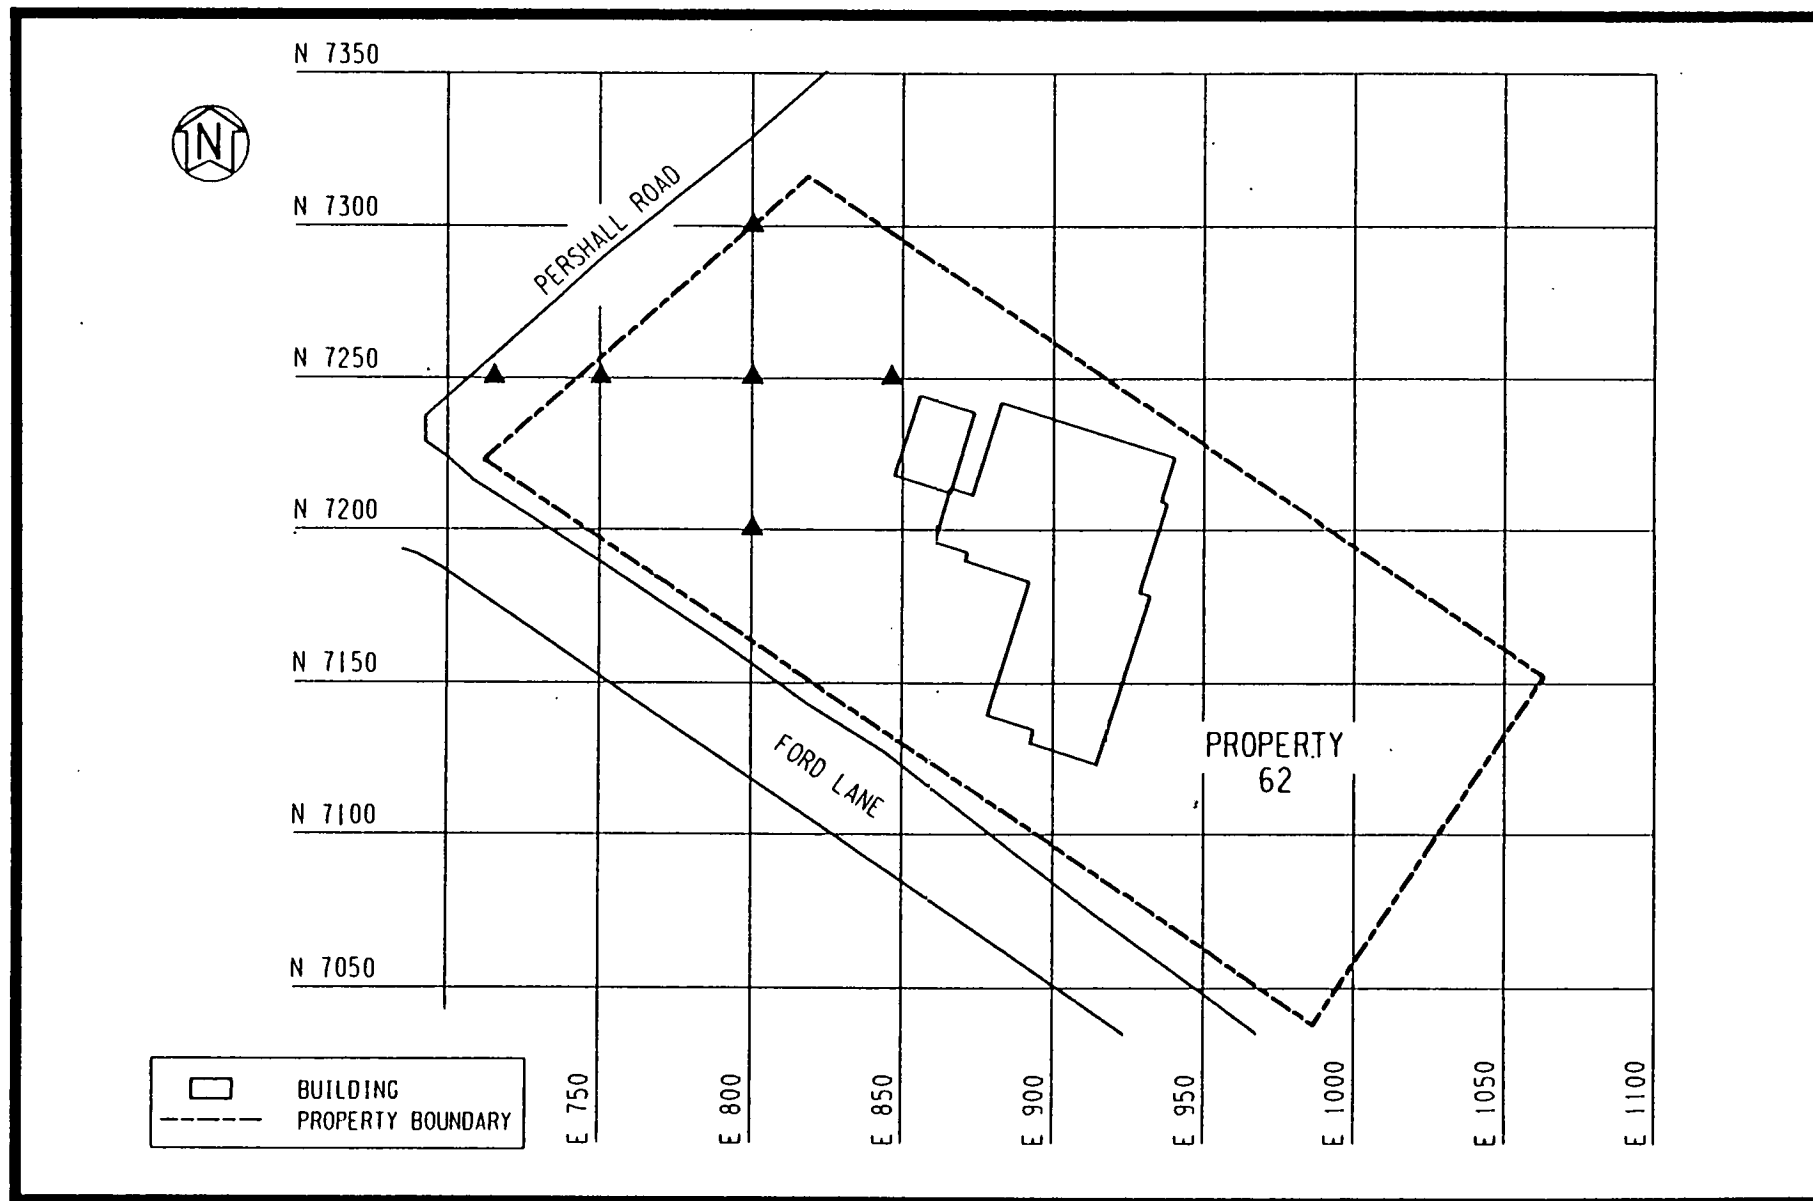 N 7350
N
N 7300
PERSHALL ROAD
N 7250
N 7200
N 7150
PROPERTY
62
FORD LANE
N 7100
N 7050
E 750
E 800
E 850
E 900
E 950
E 1000
E 1050
E 1100
BUILDING
PROPERTY BOUNDARY